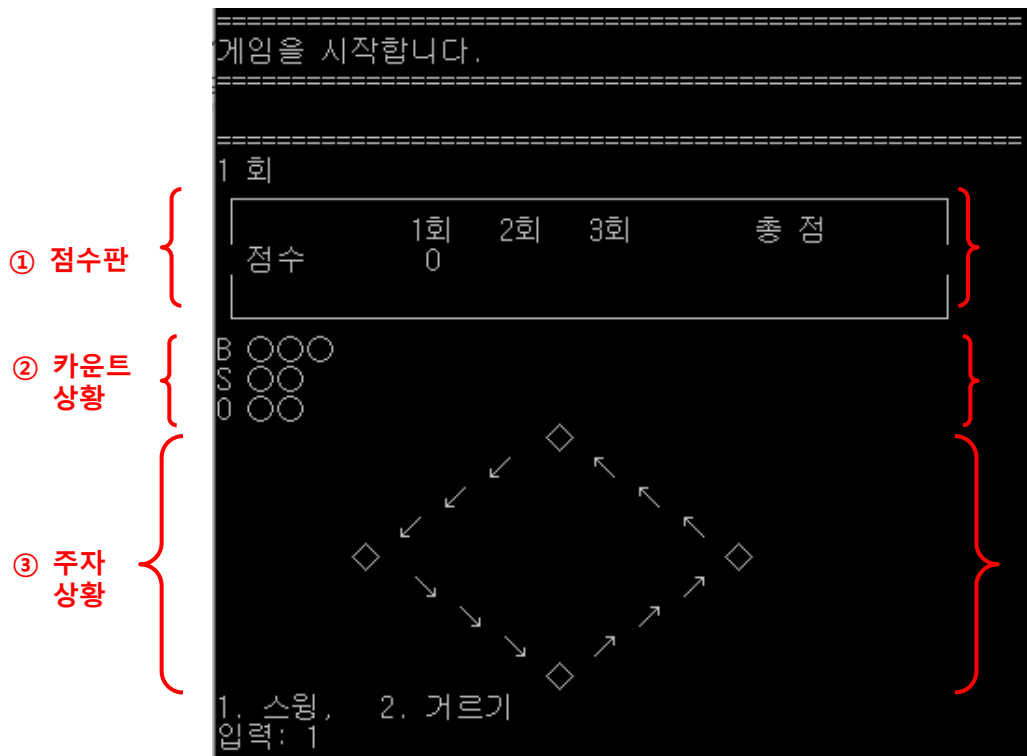 ================================================
게임을 시작합니다.
================================================
================================================
1 회
1회 2회 3회 총 점
점수 0
① 점수판
B ○○○
S ○○
O ○○
② 카운트
상황
◇
↙ ↖
↙ ↖
↙ ↖
◇ ◇
↘ ↗
↘ ↗
↘ ↗
◇
③ 주자
상황
1. 스윙, 2. 거르기
입력: 1